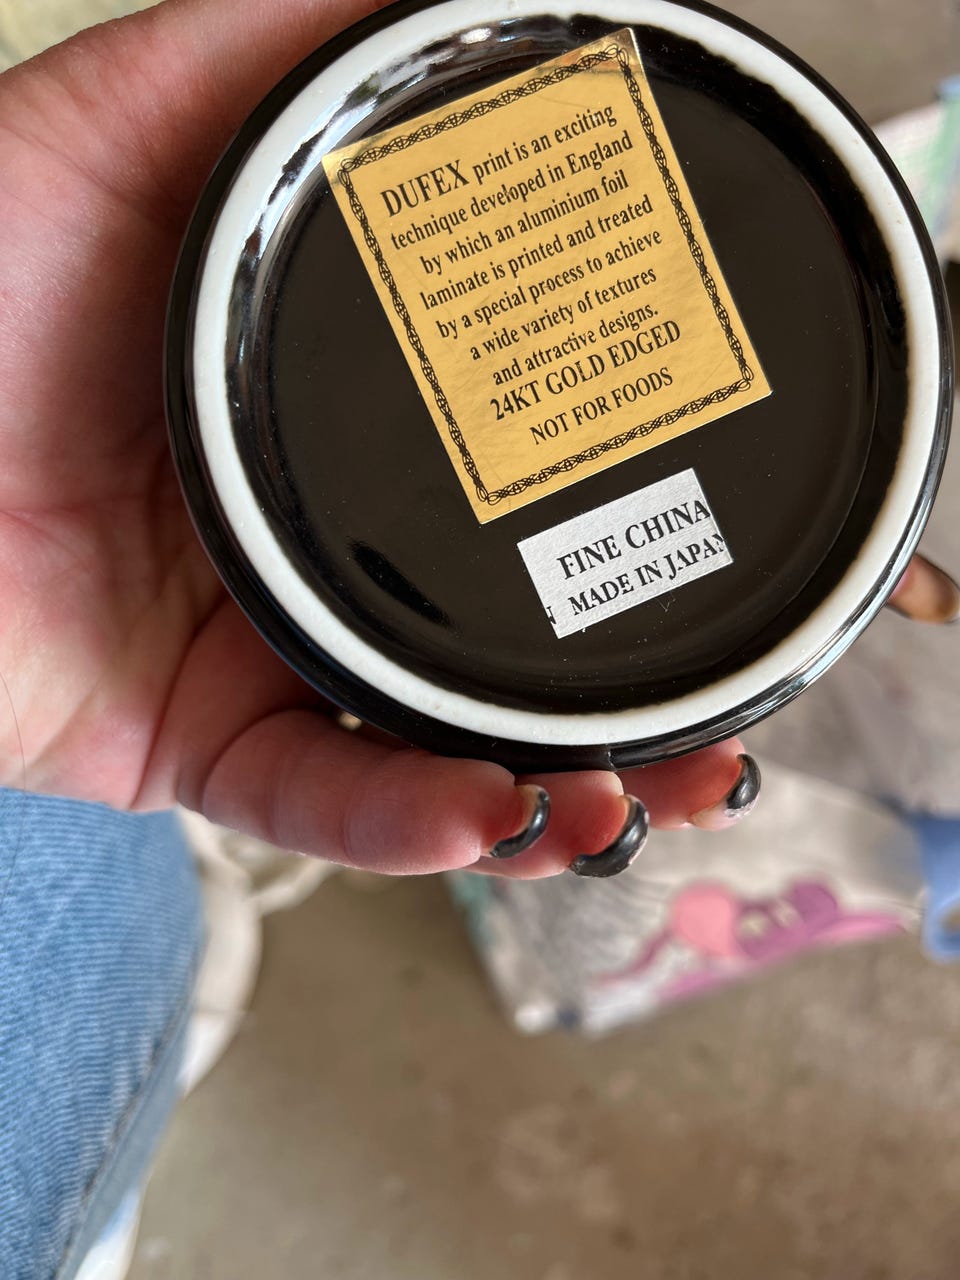 DUFEX print is an exciting
technique developed in England
by which an aluminium foil
laminate is printed and treated
by a special process to achieve
a wide variety of textures
and attractive designs.
24KT GOLD EDGED
NOT FOR FOODS
FINE CHINA
N MADE IN JAPAN